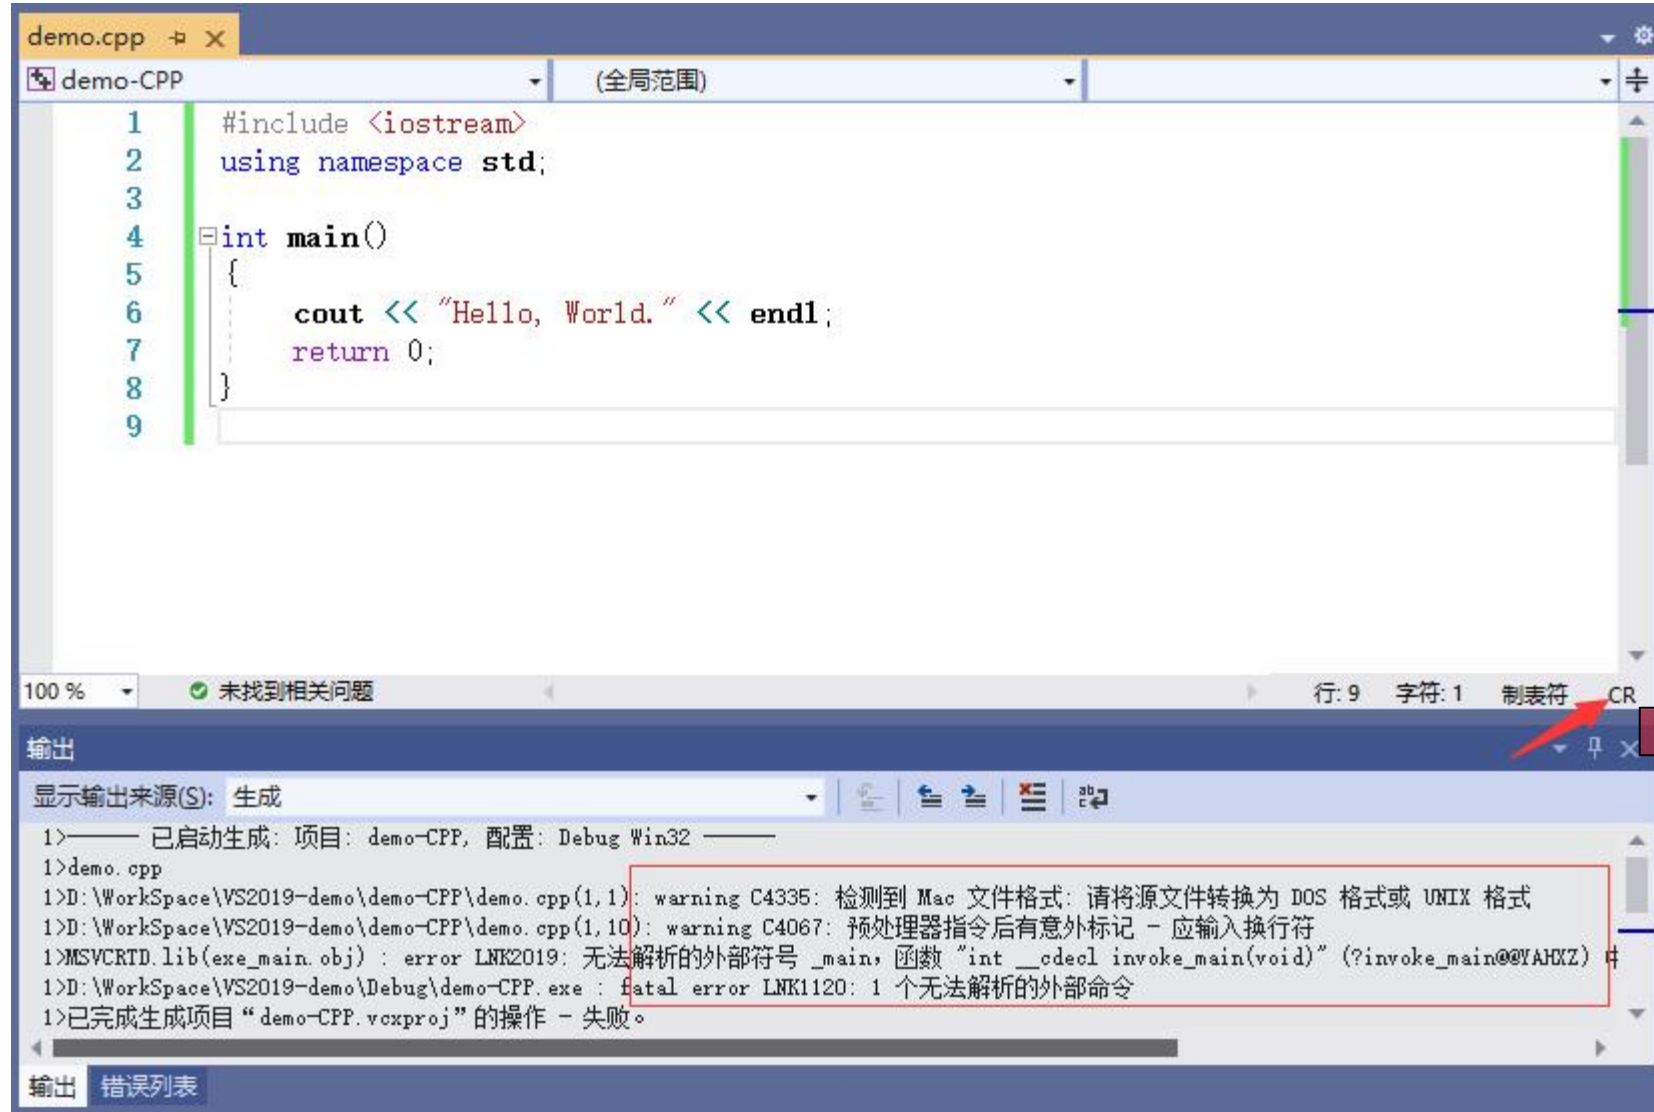 demo.cpp
demo-CPP (全局范围)
1 #include <iostream>
2 using namespace std;
3
4 int main()
5 {
6 cout << "Hello, World." << endl;
7 return 0;
8 }
9
100 % 未找到相关问题 行: 9 字符: 1 制表符 CR
输出
显示输出来源(S): 生成
1>—— 已启动生成: 项目: demo-CPP, 配置: Debug Win32 ——
1>demo.cpp
1>D:\WorkSpace\VS2019-demo\demo-CPP\demo.cpp(1,1): warning C4335: 检测到 Mac 文件格式: 请将源文件转换为 DOS 格式或 UNIX 格式
1>D:\WorkSpace\VS2019-demo\demo-CPP\demo.cpp(1,10): warning C4067: 预处理器指令后有意外标记 - 应输入换行符
1>MSVCRTD.lib(exe_main.obj) : error LNK2019: 无法解析的外部符号 _main，函数 "int __cdecl invoke_main(void)" (?invoke_main@@YAHXZ)
1>D:\WorkSpace\VS2019-demo\Debug\demo-CPP.exe : fatal error LNK1120: 1 个无法解析的外部命令
1>已完成生成项目“demo-CPP.vcxproj”的操作 - 失败。
输出 错误列表